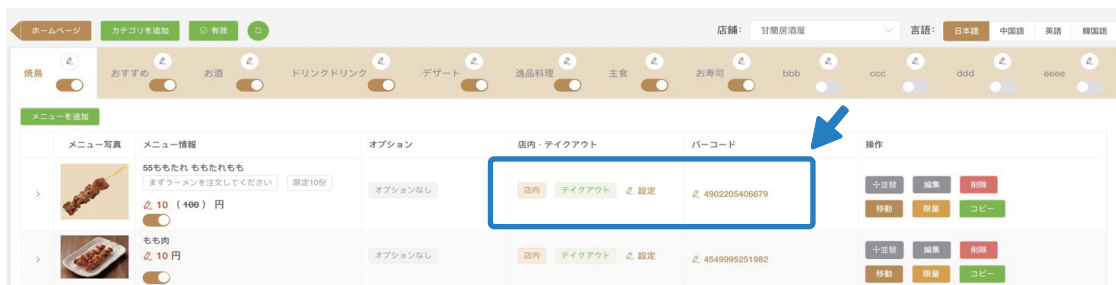 ホームページ カテゴリを追加 有効 店鋪： 甘蘭居酒屋 言語： 日本語 中国語 英語 韓国語
焼鳥 おすすめ お酒 ドリンクドリンク デザート 逸品料理 主食 お寿司 bbb ccc ddd eeee
メニューを追加
メニュー写真 メニュー情報 オプション 店内・テイクアウト バーコード 操作
55ももたれ ももたれもも
まずラーメンを注文してください 限定10份
10 （100） 円
オプションなし
店内 テイクアウト 設定
4902205406679
並替 編集 削除
移動 限量 コピー
もも肉
10 円
オプションなし
店内 テイクアウト 設定
4549995251982
並替 編集 削除
移動 限量 コピー